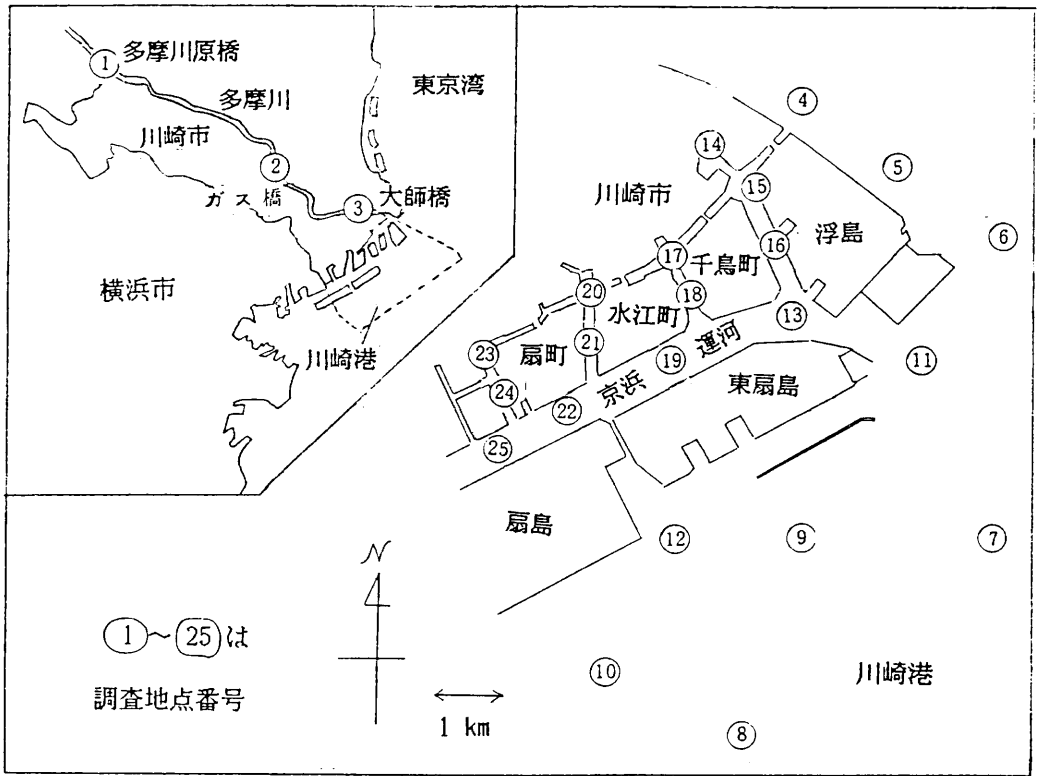 ① 多摩川原橋
多摩川
東京湾
川崎市
②
ガス橋
③ 大師橋
横浜市
川崎港
④
⑤
⑥
⑭
川崎市
⑮
⑯
浮島
⑰
千鳥町
⑱
⑬
⑳
水江町
㉑
⑲
京浜運河
扇町
㉓
㉔
㉒
㉕
東扇島
⑪
扇島
⑫
⑨
⑦
⑩
⑧
川崎港
N
①～㉕は
調査地点番号
1 km